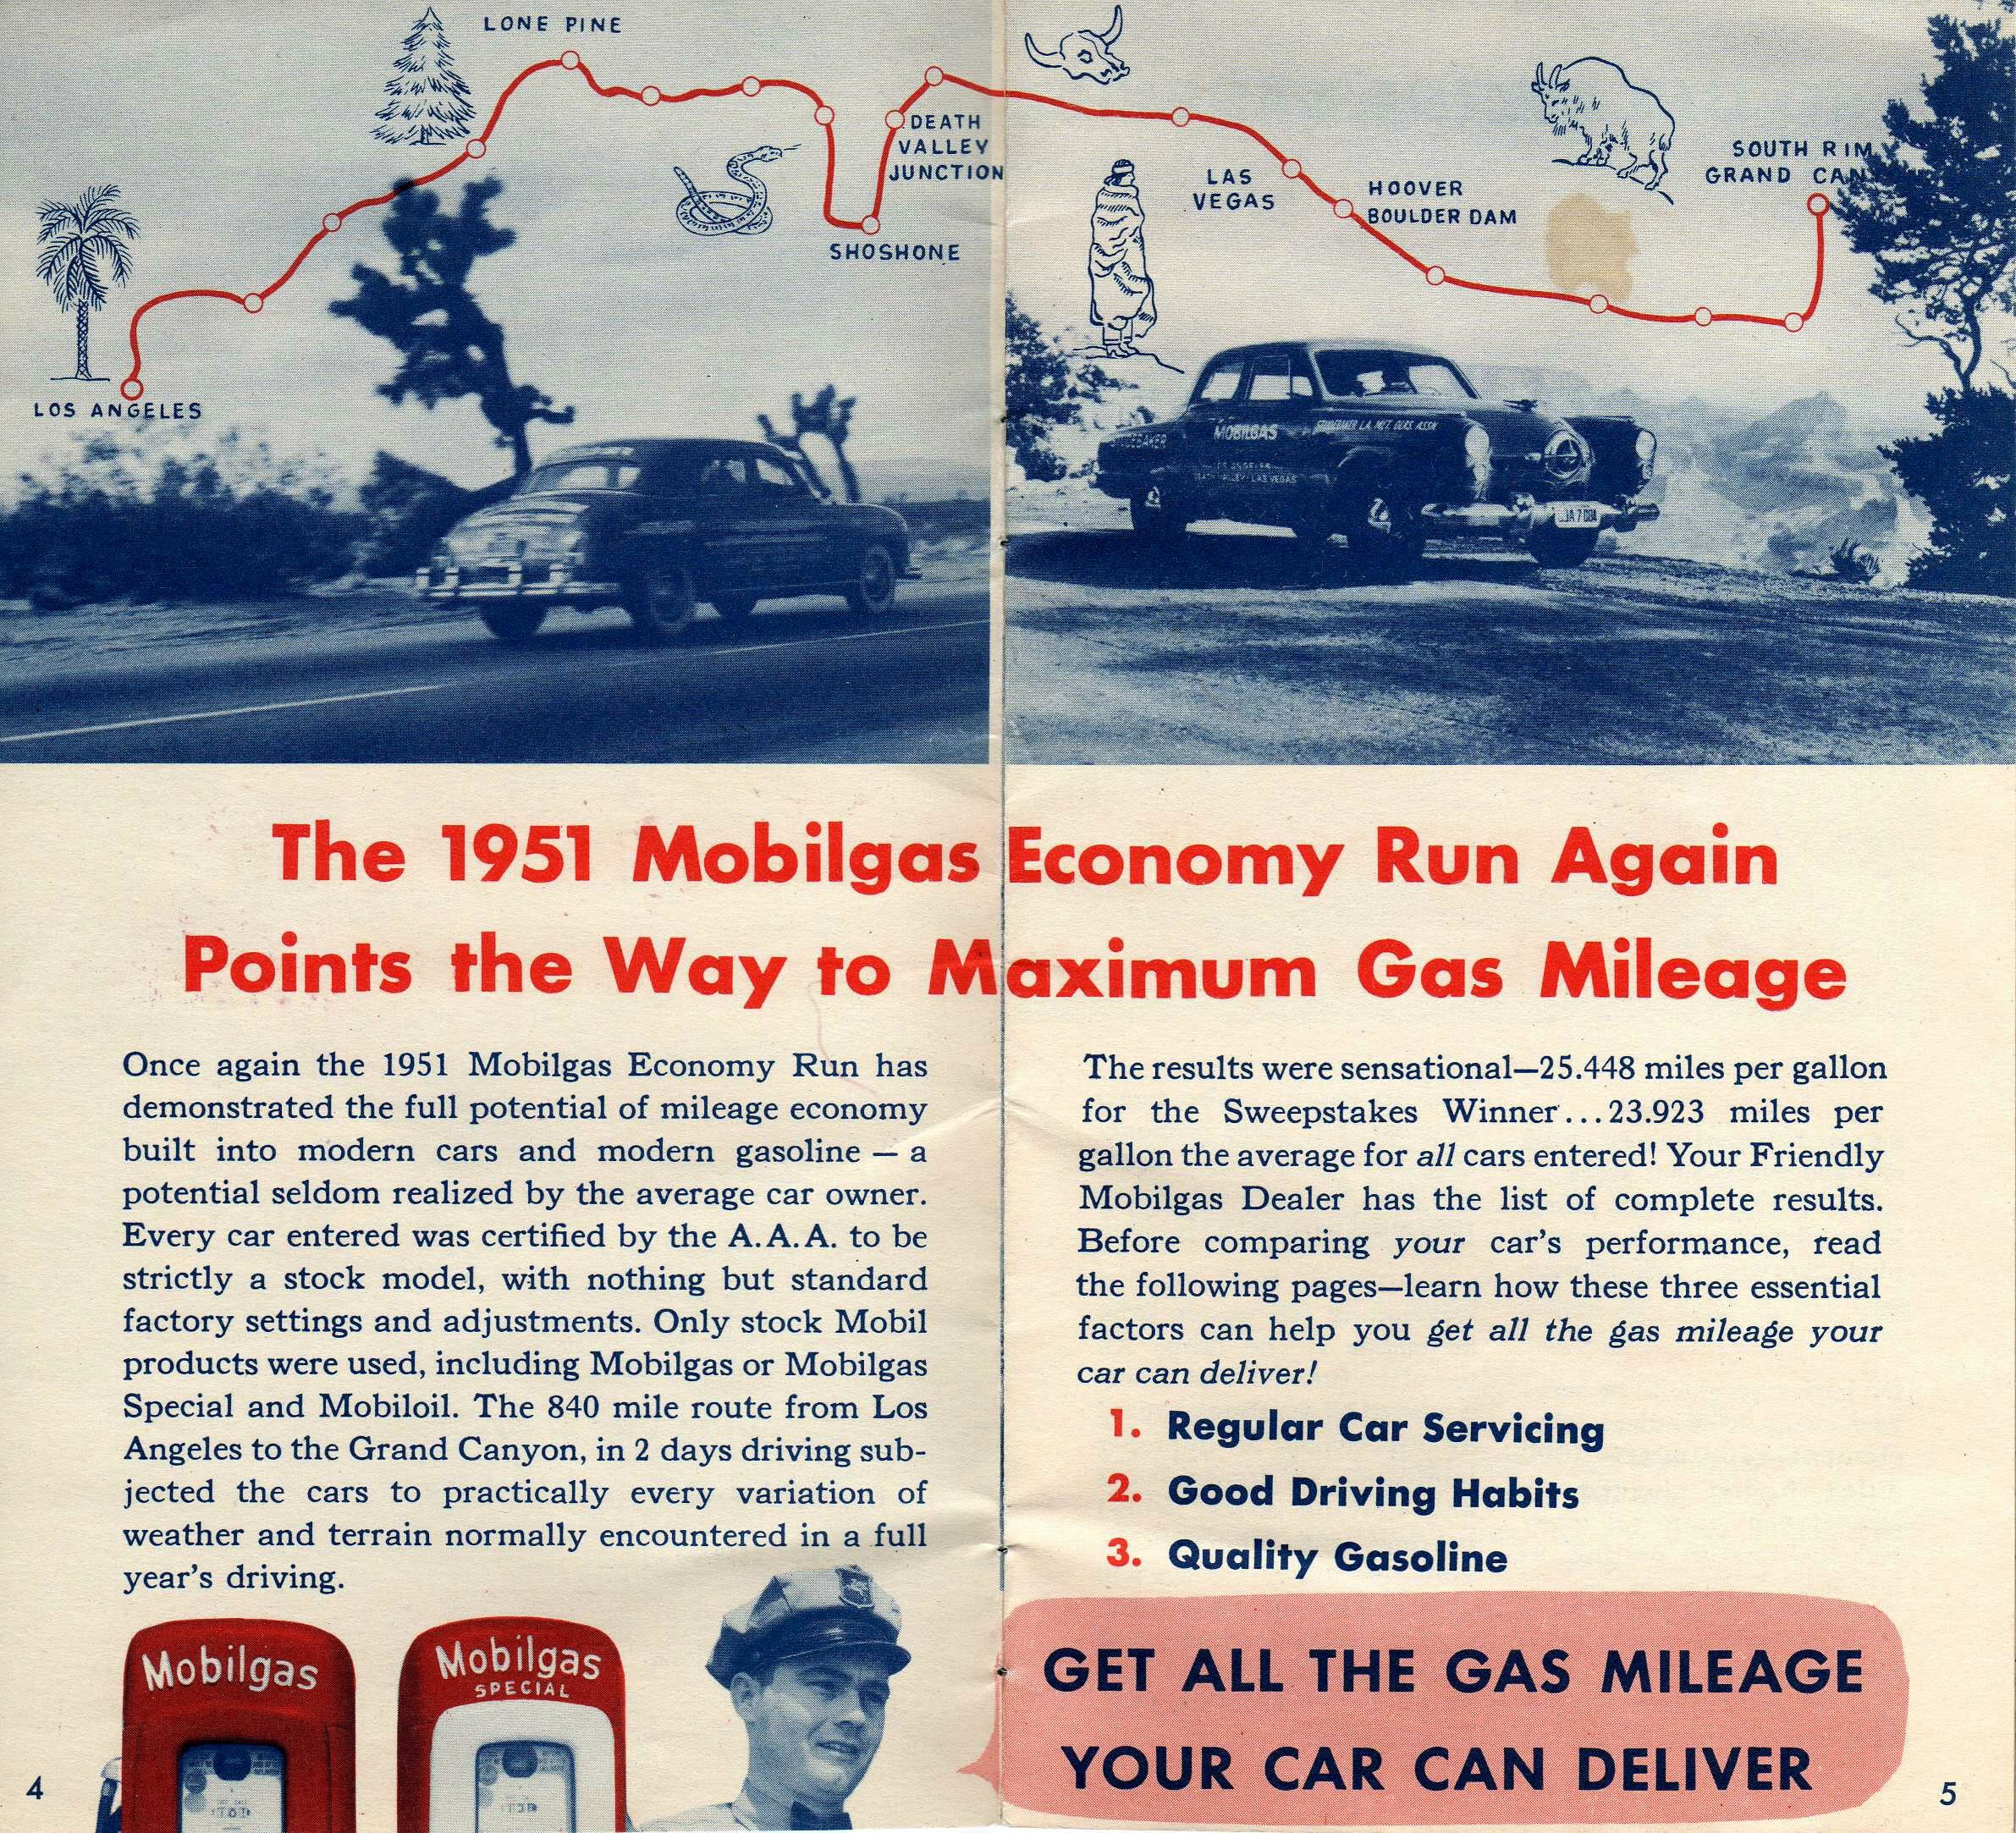 LONE PINE
DEATH
VALLEY
JUNCTION
SHOSHONE
LOS ANGELES
LAS
VEGAS
HOOVER
BOULDER DAM
SOUTH RIM
GRAND CAN
MOBILGAS
STUDEBAKER L.A. MET. DLRS. ASSN
DEATH VALLEY - LAS VEGAS
The 1951 Mobilgas Economy Run Again
Points the Way to Maximum Gas Mileage
Once again the 1951 Mobilgas Economy Run has
demonstrated the full potential of mileage economy
built into modern cars and modern gasoline — a
potential seldom realized by the average car owner.
Every car entered was certified by the A.A.A. to be
strictly a stock model, with nothing but standard
factory settings and adjustments. Only stock Mobil
products were used, including Mobilgas or Mobilgas
Special and Mobiloil. The 840 mile route from Los
Angeles to the Grand Canyon, in 2 days driving sub-
jected the cars to practically every variation of
weather and terrain normally encountered in a full
year's driving.
Mobilgas
Mobilgas
SPECIAL
4
The results were sensational—25.448 miles per gallon
for the Sweepstakes Winner...23.923 miles per
gallon the average for all cars entered! Your Friendly
Mobilgas Dealer has the list of complete results.
Before comparing your car's performance, read
the following pages—learn how these three essential
factors can help you get all the gas mileage your
car can deliver!
1. Regular Car Servicing
2. Good Driving Habits
3. Quality Gasoline
GET ALL THE GAS MILEAGE
YOUR CAR CAN DELIVER
5